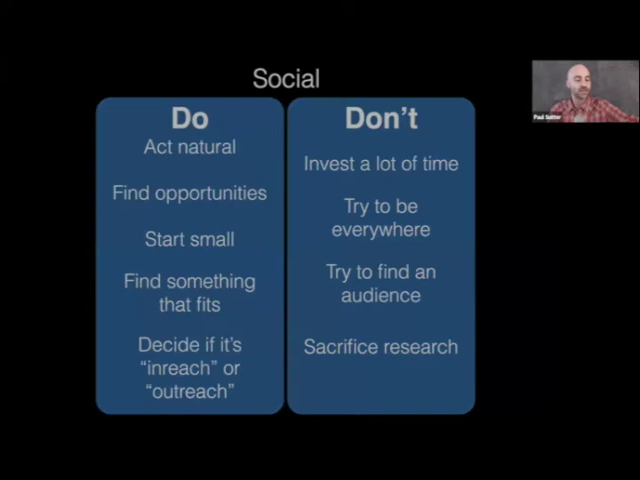 Social
Do
Act natural
Find opportunities
Start small
Find something
that fits
Decide if it's
“inreach” or
“outreach”
Don't
Invest a lot of time
Try to be
everywhere
Try to find an
audience
Sacrifice research
Paul Sutter